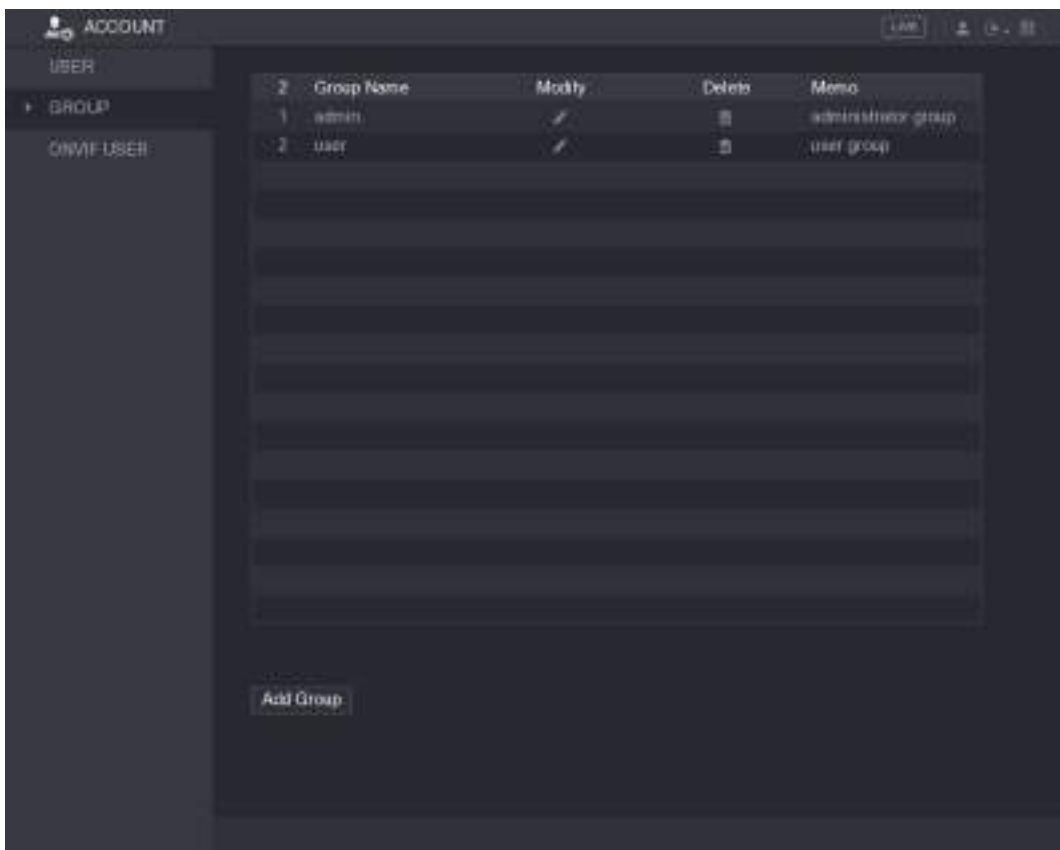 ACCOUNT
LIVE
USER
GROUP
ONVIF USER
2 Group Name Modify Delete Memo
1 admin administrator group
2 user user group
Add Group